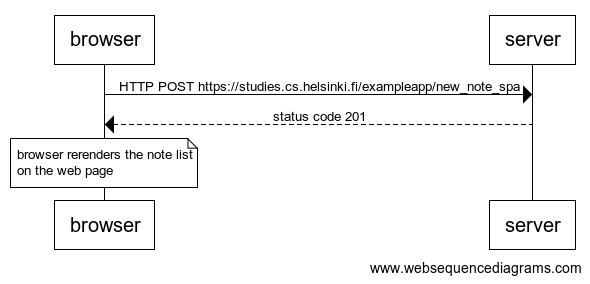 browser
server
HTTP POST https://studies.cs.helsinki.fi/exampleapp/new_note_spa
status code 201
browser rerenders the note list
on the web page
browser
server
www.websequencediagrams.com